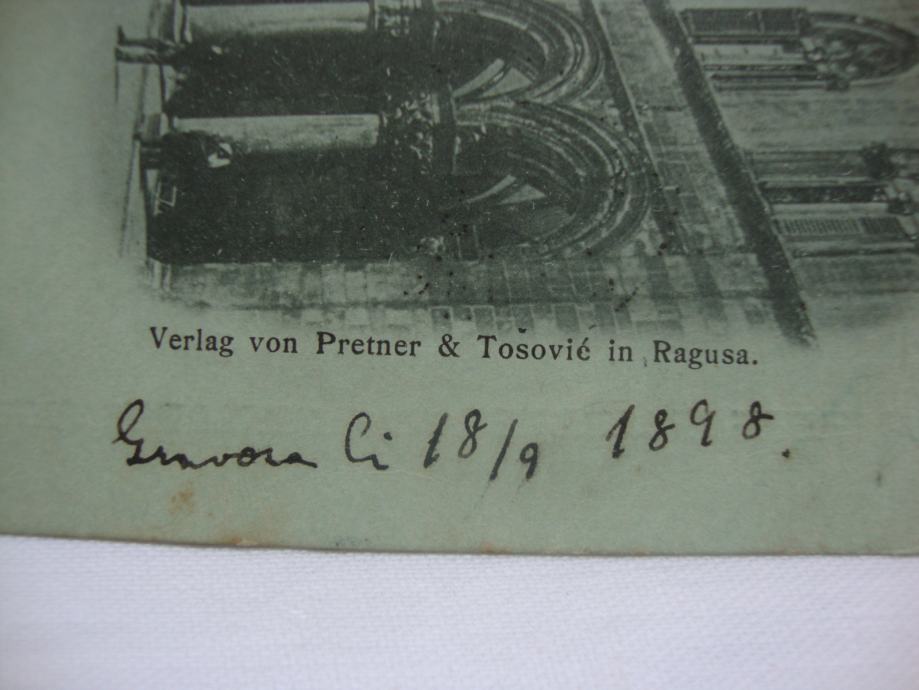 Verlag von Pretner & Tošović in Ragusa.
Gravosa li 18/9 1898.